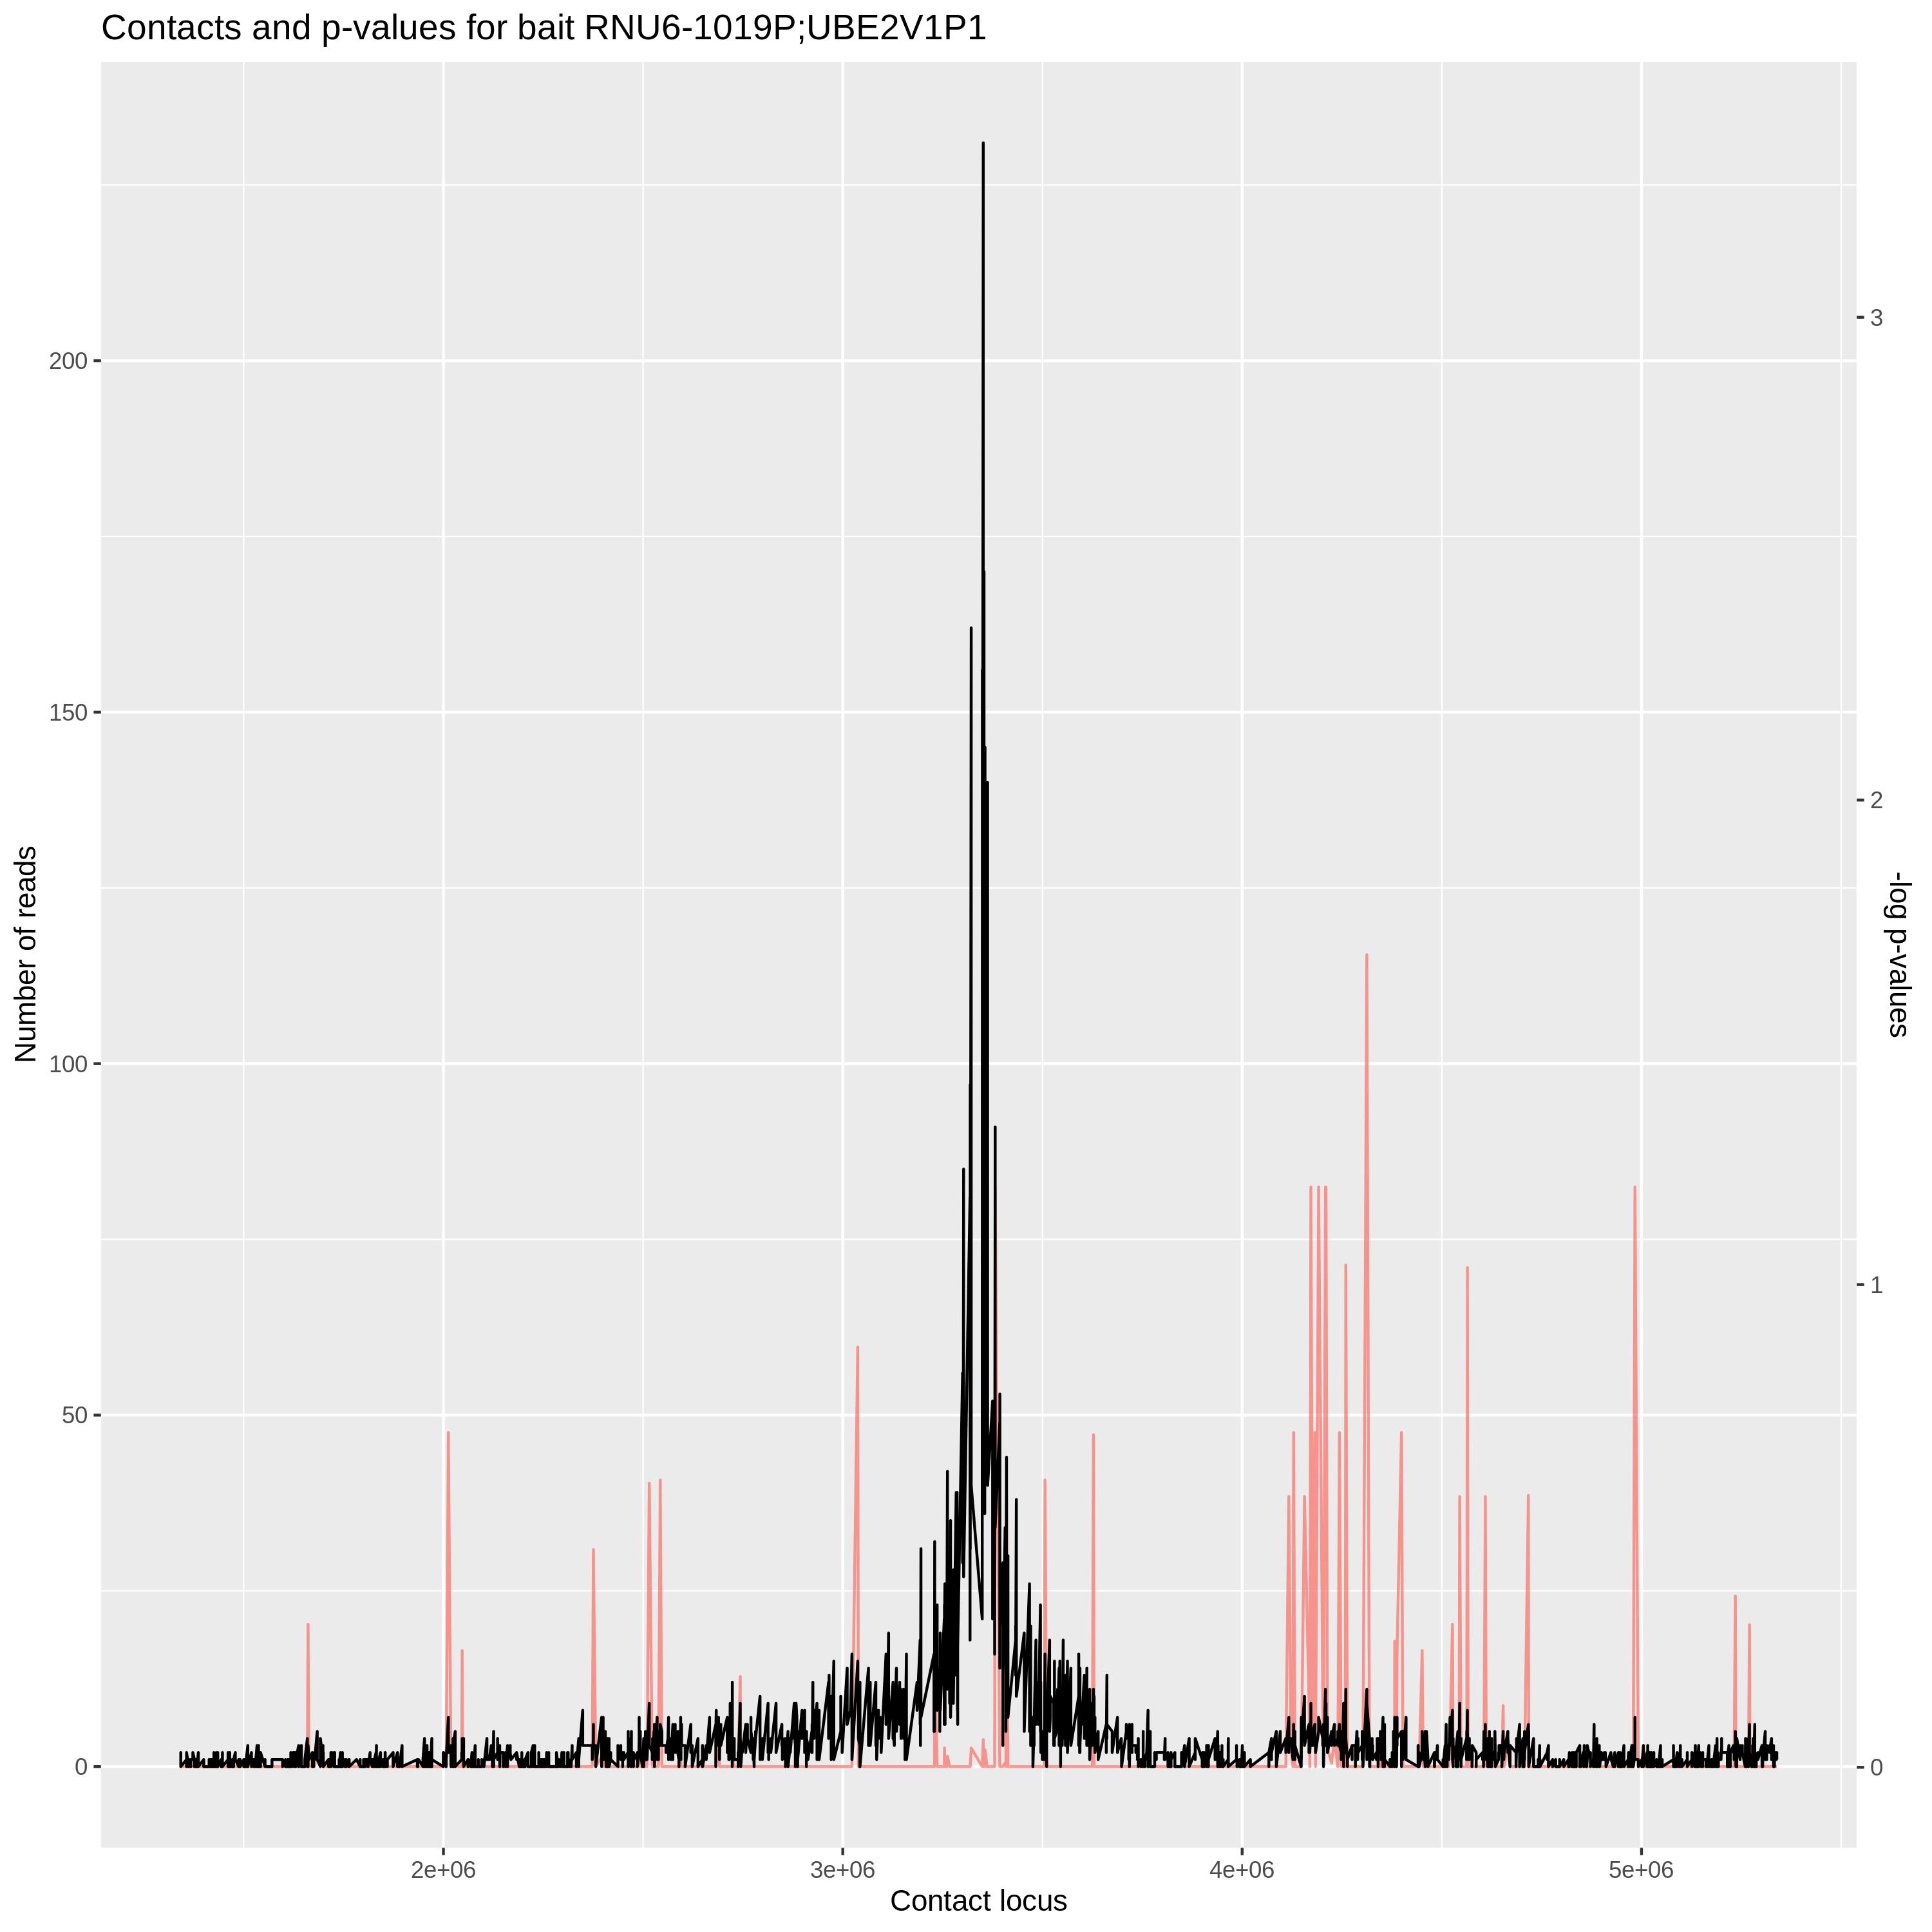 Contacts and p-values for bait RNU6-1019P;UBE2V1P1
200
150
100
50
0
Number of reads
3
2
1
0
-log p-values
2e+06
3e+06
4e+06
5e+06
Contact locus